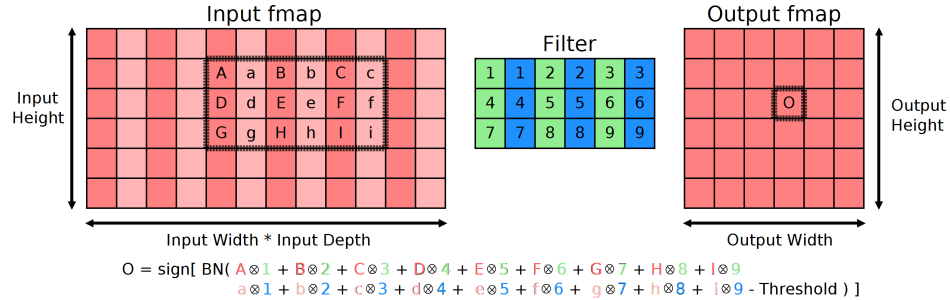 Input fmap
Output fmap
Filter
Input Height
A a B b C c
D d E e F f
G g H h I i
1 1 2 2 3 3
4 4 5 5 6 6
7 7 8 8 9 9
O
Output Height
Input Width * Input Depth
Output Width
O = sign[ BN( A⊗1 + B⊗2 + C⊗3 + D⊗4 + E⊗5 + F⊗6 + G⊗7 + H⊗8 + I⊗9
a⊗1 + b⊗2 + c⊗3 + d⊗4 + e⊗5 + f⊗6 + g⊗7 + h⊗8 + i⊗9 - Threshold ) ]